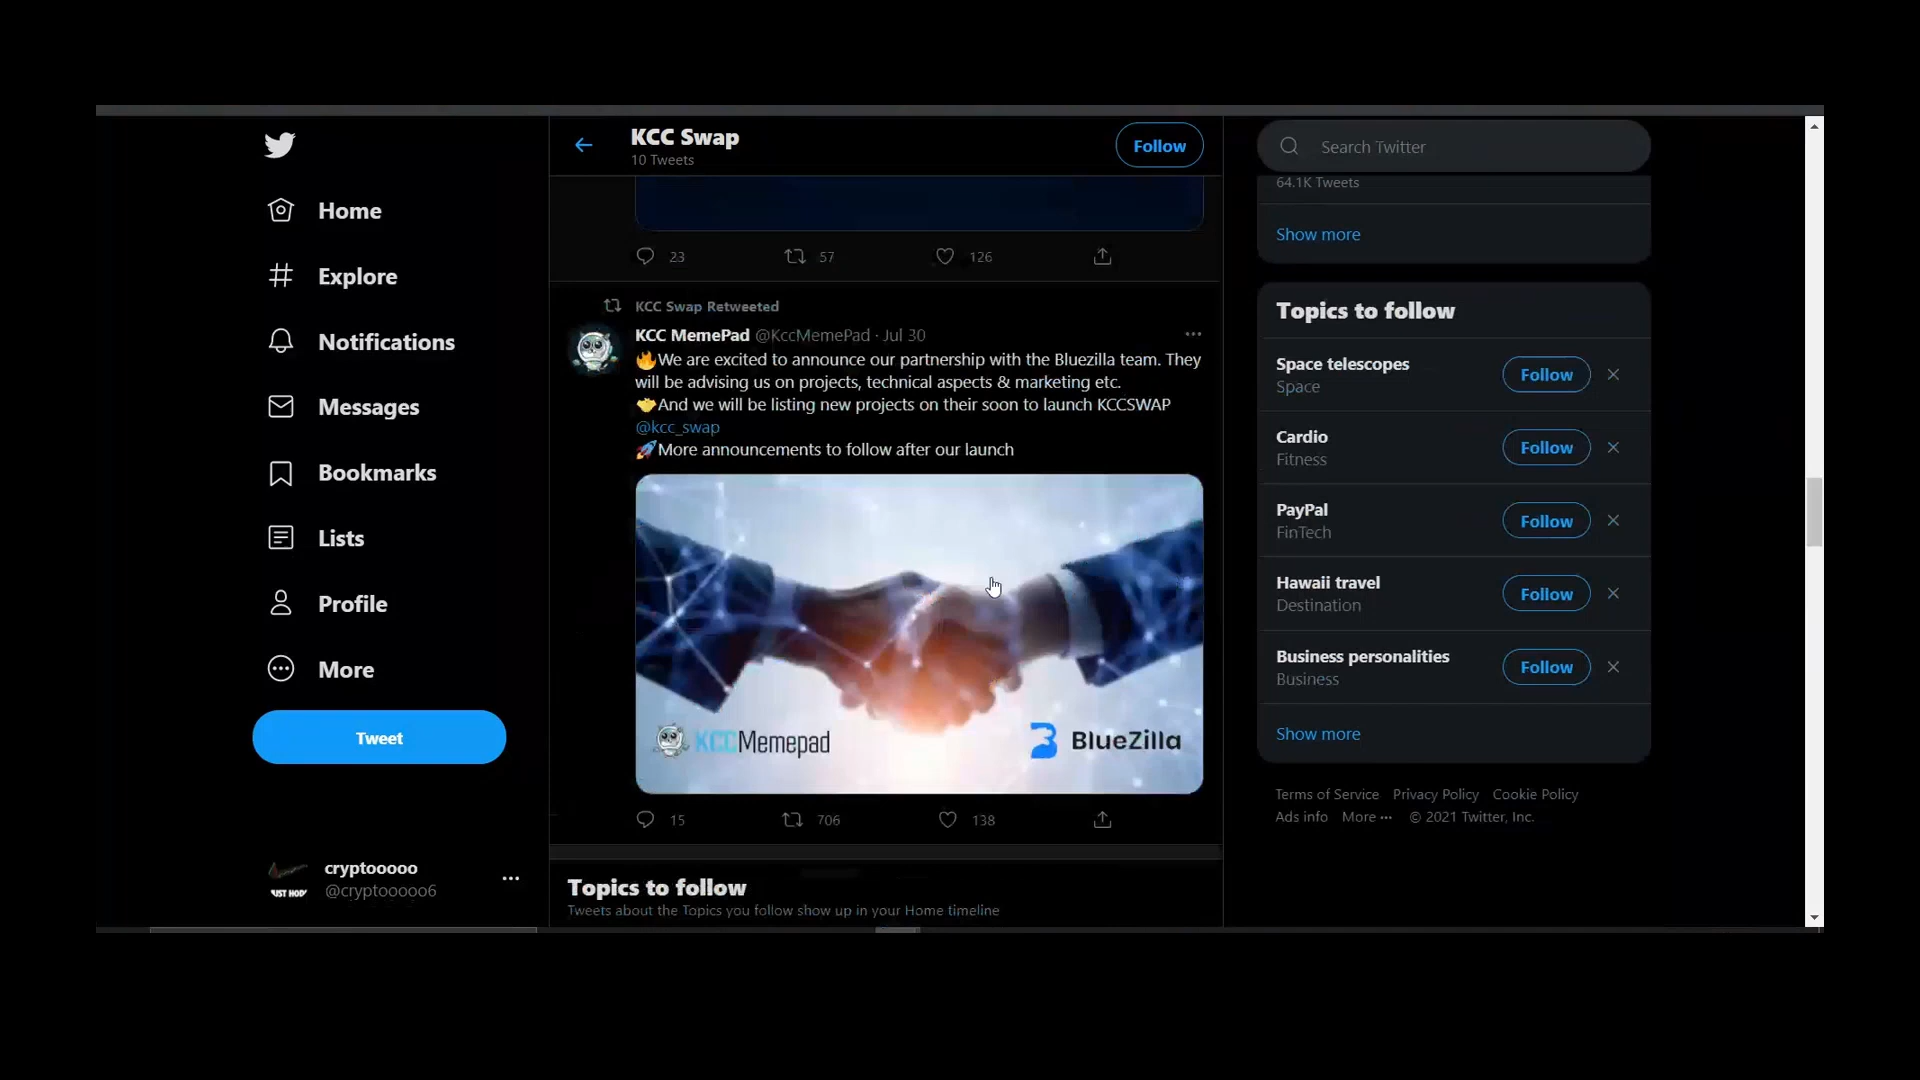 KCC Swap
10 Tweets
Follow
Search Twitter
64.1K Tweets
Show more
Home
Explore
Notifications
Messages
Bookmarks
Lists
Profile
More
Tweet
cryptooooo
@cryptooooo6
23
57
126
KCC Swap Retweeted
KCC MemePad @KccMemePad · Jul 30
🔥We are excited to announce our partnership with the Bluezilla team. They
will be advising us on projects, technical aspects & marketing etc.
🤝And we will be listing new projects on their soon to launch KCCSWAP
@kcc_swap
🚀More announcements to follow after our launch
KCCMemepad
BlueZilla
15
706
138
Topics to follow
Tweets about the Topics you follow show up in your Home timeline
Topics to follow
Space telescopes
Space
Follow
Cardio
Fitness
Follow
PayPal
FinTech
Follow
Hawaii travel
Destination
Follow
Business personalities
Business
Follow
Show more
Terms of Service Privacy Policy Cookie Policy
Ads info More ··· © 2021 Twitter, Inc.